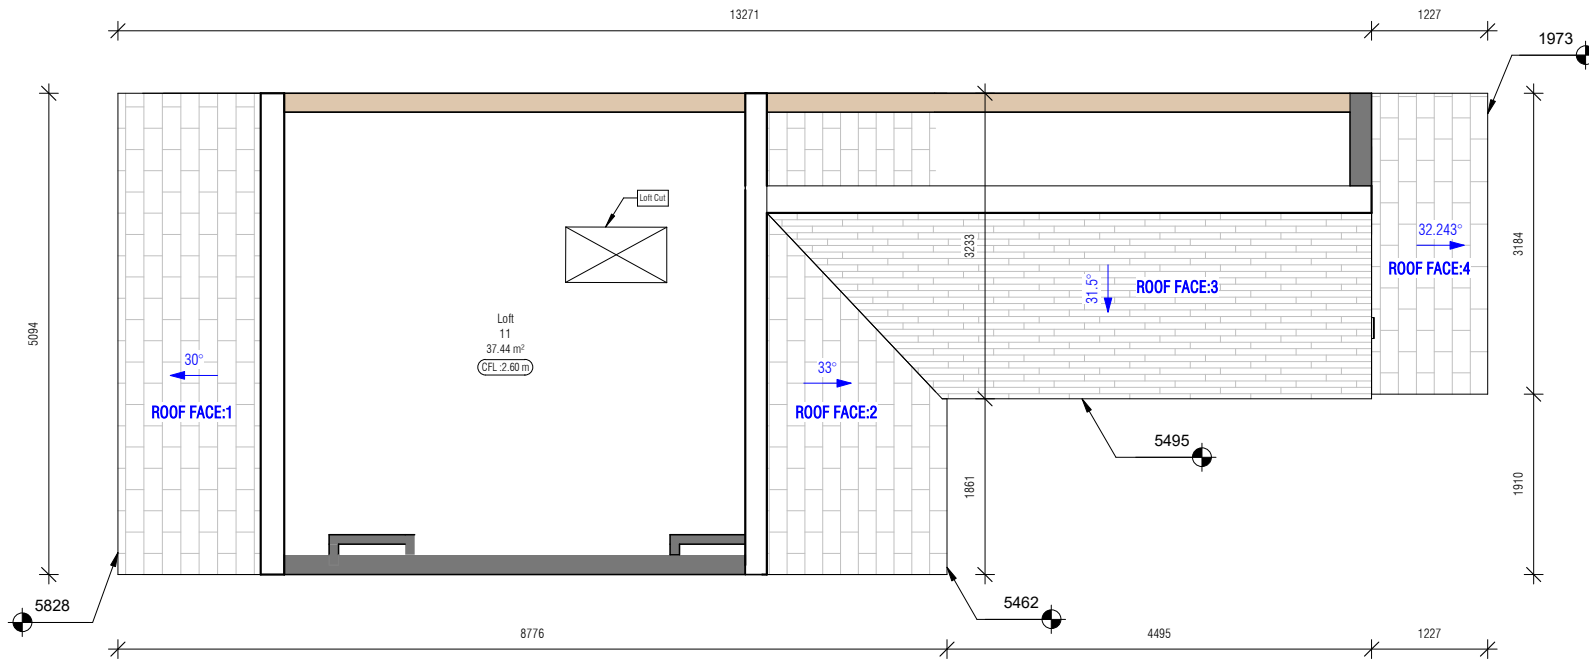 13271
1227
1973
Loft Cut
32.243°
ROOF FACE:4
3233
3184
31.5°
ROOF FACE:3
Loft
11
37.44 m²
CFL :2.60 m
5094
30°
ROOF FACE:1
33°
ROOF FACE:2
5495
1861
1910
5828
5462
8776
4495
1227